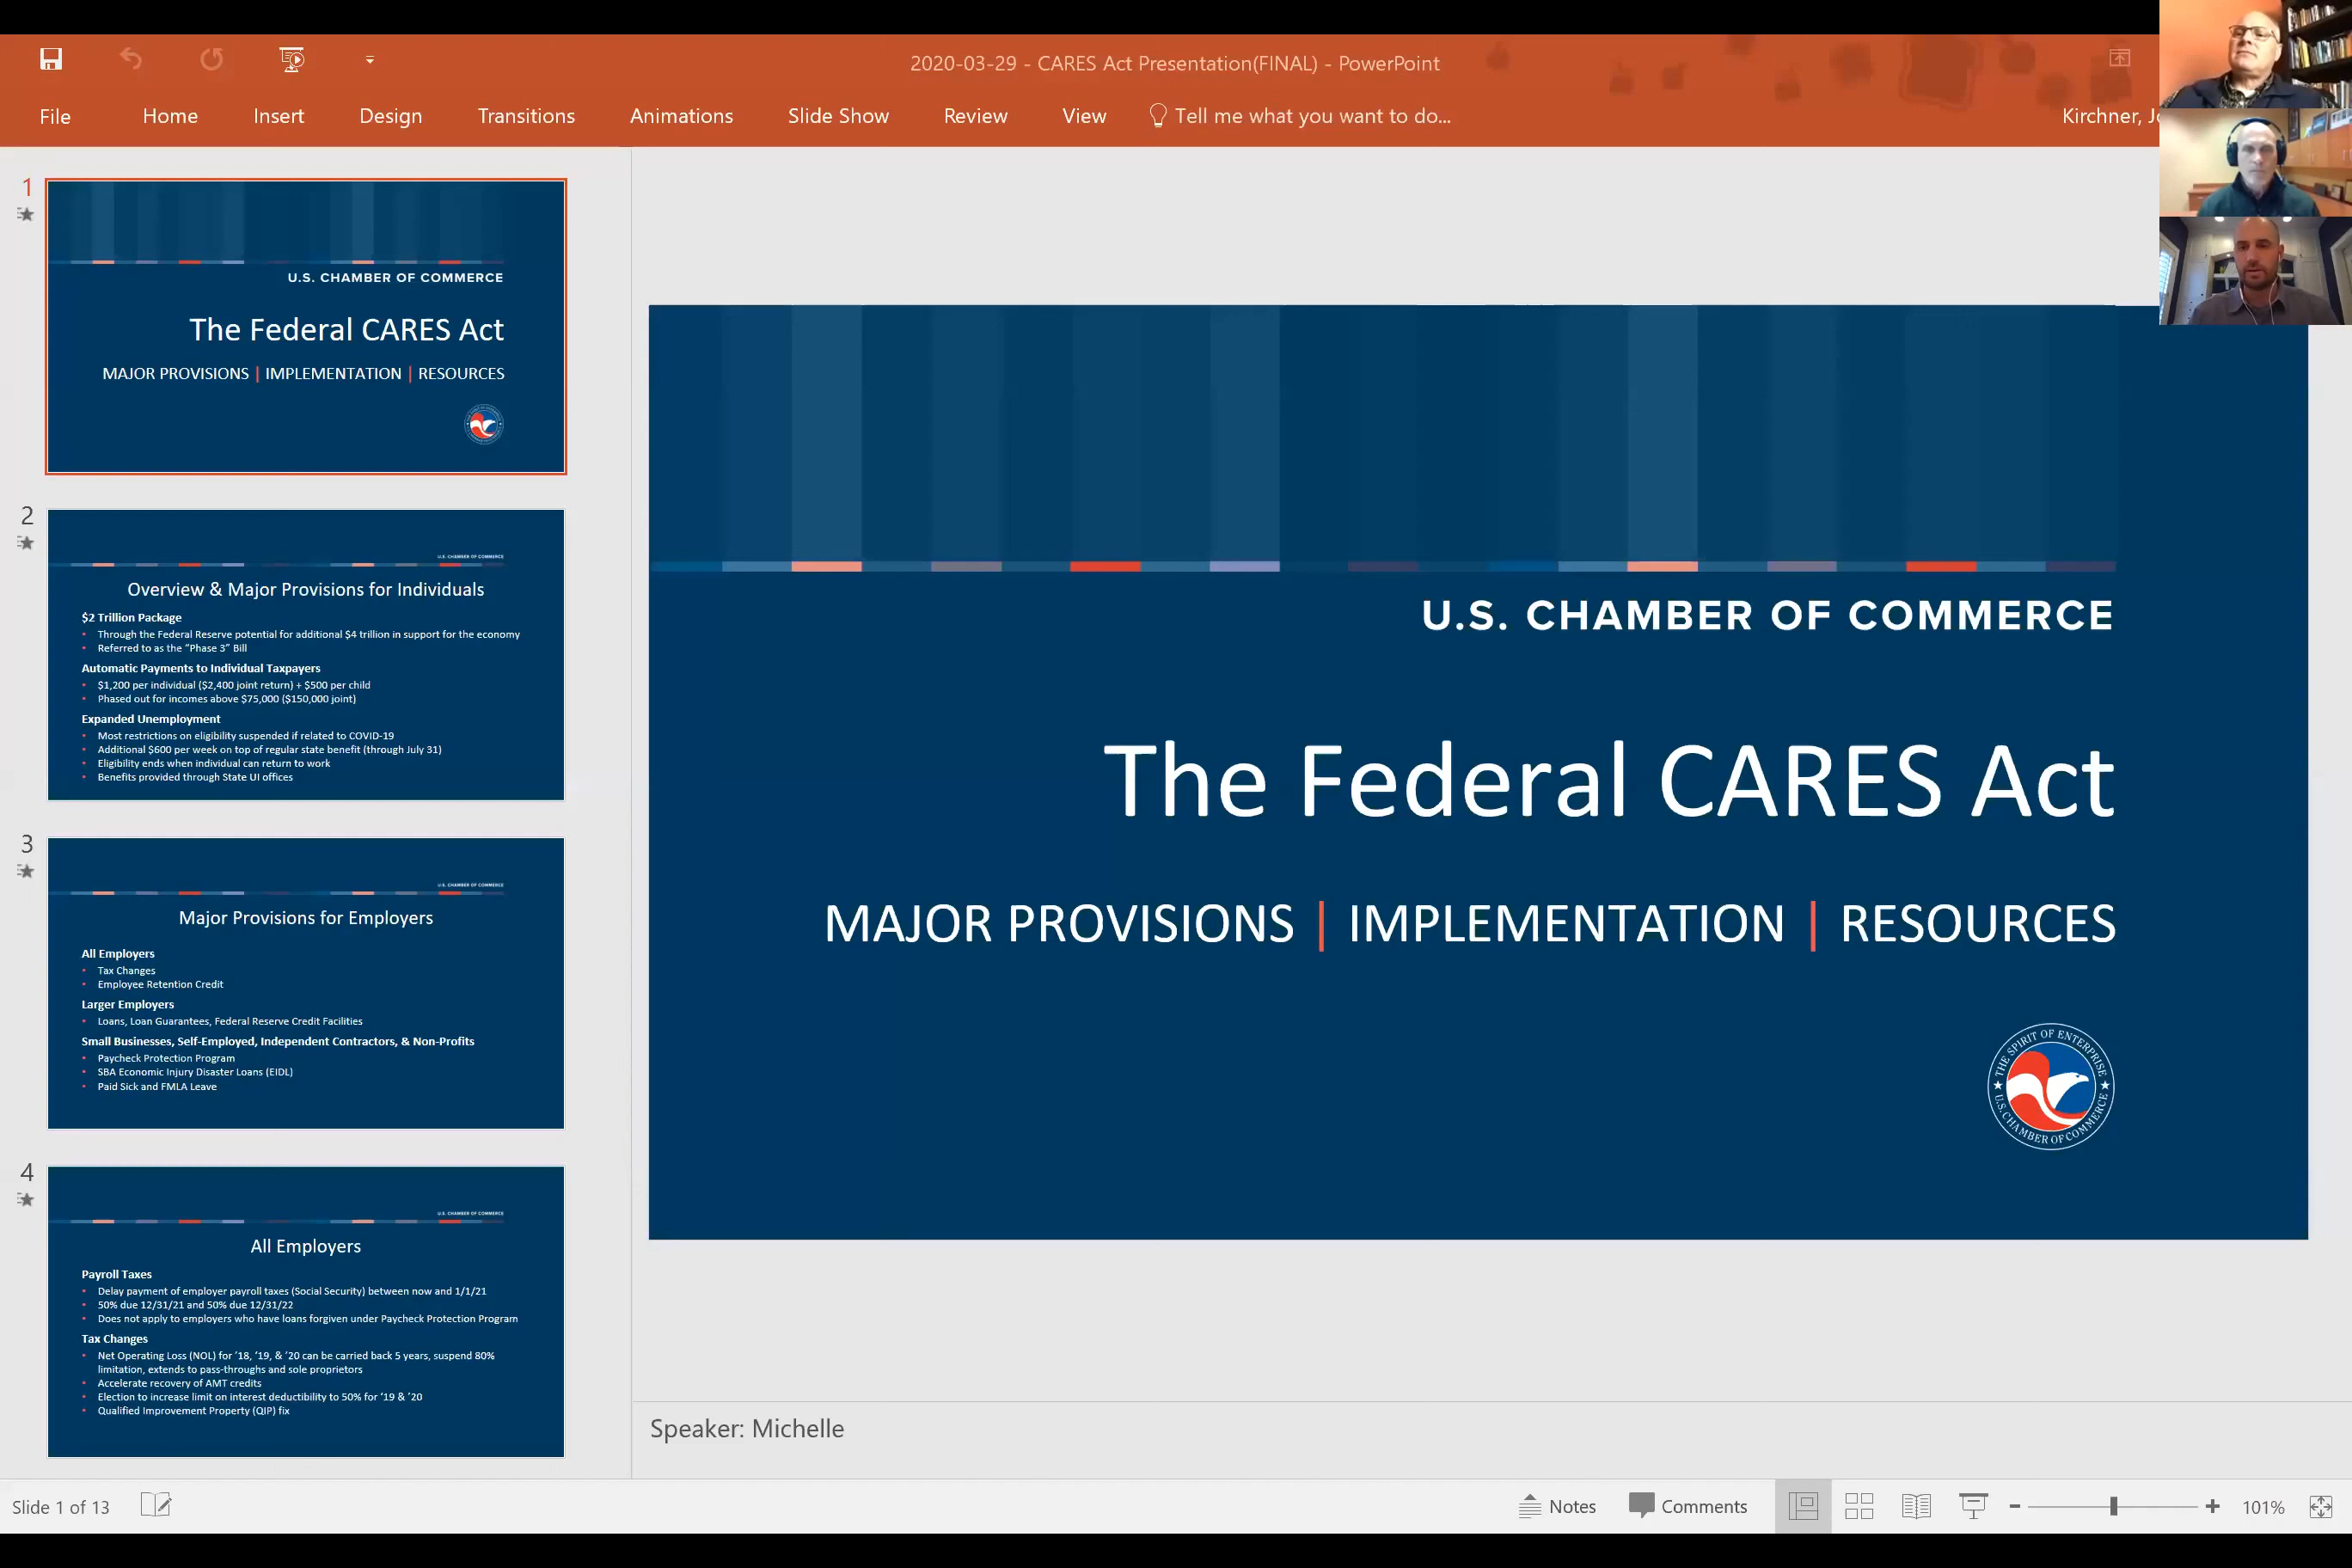 2020-03-29 - CARES Act Presentation(FINAL) - PowerPoint
File Home Insert Design Transitions Animations Slide Show Review View Tell me what you want to do...
Kirchner,
1
U.S. CHAMBER OF COMMERCE
The Federal CARES Act
MAJOR PROVISIONS | IMPLEMENTATION | RESOURCES
2
U.S. CHAMBER OF COMMERCE
Overview & Major Provisions for Individuals
$2 Trillion Package
• Through the Federal Reserve potential for additional $4 trillion in support for the economy
• Referred to as the “Phase 3” Bill
Automatic Payments to Individual Taxpayers
• $1,200 per individual ($2,400 joint return) + $500 per child
• Phased out for incomes above $75,000 ($150,000 joint)
Expanded Unemployment
• Most restrictions on eligibility suspended if related to COVID-19
• Additional $600 per week on top of regular state benefit (through July 31)
• Eligibility ends when individual can return to work
• Benefits provided through State UI offices
3
U.S. CHAMBER OF COMMERCE
Major Provisions for Employers
All Employers
• Tax Changes
• Employee Retention Credit
Larger Employers
• Loans, Loan Guarantees, Federal Reserve Credit Facilities
Small Businesses, Self-Employed, Independent Contractors, & Non-Profits
• Paycheck Protection Program
• SBA Economic Injury Disaster Loans (EIDL)
• Paid Sick and FMLA Leave
4
U.S. CHAMBER OF COMMERCE
All Employers
Payroll Taxes
• Delay payment of employer payroll taxes (Social Security) between now and 1/1/21
• 50% due 12/31/21 and 50% due 12/31/22
• Does not apply to employers who have loans forgiven under Paycheck Protection Program
Tax Changes
• Net Operating Loss (NOL) for ’18, ’19, & ’20 can be carried back 5 years, suspend 80%
limitation, extends to pass-throughs and sole proprietors
• Accelerate recovery of AMT credits
• Election to increase limit on interest deductibility to 50% for ’19 & ’20
• Qualified Improvement Property (QIP) fix
U.S. CHAMBER OF COMMERCE
The Federal CARES Act
MAJOR PROVISIONS | IMPLEMENTATION | RESOURCES
THE SPIRIT OF ENTERPRISE
U.S. CHAMBER OF COMMERCE
Speaker: Michelle
Slide 1 of 13
Notes Comments 101%